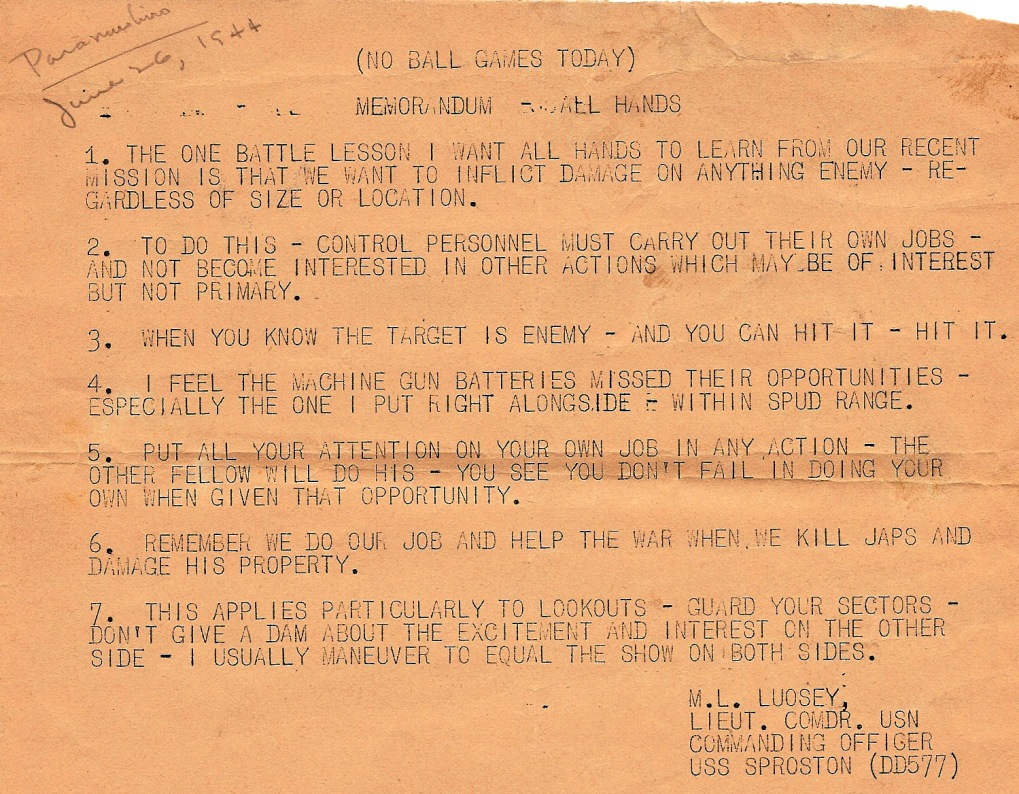 Paramushiro
June 26, 1944
(NO BALL GAMES TODAY)
MEMORANDUM - ALL HANDS
1. THE ONE BATTLE LESSON I WANT ALL HANDS TO LEARN FROM OUR RECENT
MISSION IS THAT WE WANT TO INFLICT DAMAGE ON ANYTHING ENEMY - RE-
GARDLESS OF SIZE OR LOCATION.
2. TO DO THIS - CONTROL PERSONNEL MUST CARRY OUT THEIR OWN JOBS -
AND NOT BECOME INTERESTED IN OTHER ACTIONS WHICH MAY BE OF INTEREST
BUT NOT PRIMARY.
3. WHEN YOU KNOW THE TARGET IS ENEMY - AND YOU CAN HIT IT - HIT IT.
4. I FEEL THE MACHINE GUN BATTERIES MISSED THEIR OPPORTUNITIES -
ESPECIALLY THE ONE I PUT RIGHT ALONGSIDE - WITHIN SPUD RANGE.
5. PUT ALL YOUR ATTENTION ON YOUR OWN JOB IN ANY ACTION - THE
OTHER FELLOW WILL DO HIS - YOU SEE YOU DON'T FAIL IN DOING YOUR
OWN WHEN GIVEN THAT OPPORTUNITY.
6. REMEMBER WE DO OUR JOB AND HELP THE WAR WHEN WE KILL JAPS AND
DAMAGE HIS PROPERTY.
7. THIS APPLIES PARTICULARLY TO LOOKOUTS - GUARD YOUR SECTORS -
DON'T GIVE A DAM ABOUT THE EXCITEMENT AND INTEREST ON THE OTHER
SIDE - I USUALLY MANEUVER TO EQUAL THE SHOW ON BOTH SIDES.
M.L. LUOSEY,
LIEUT. COMDR. USN
COMMANDING OFFIGER
USS SPROSTON (DD577)